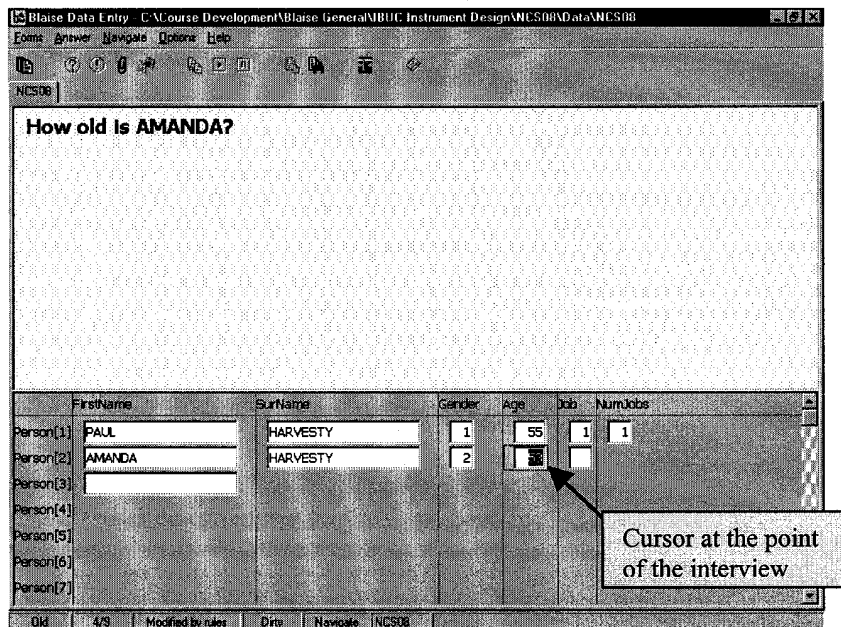 Blaise Data Entry - C:\Course Development\Blaise General\IBUC Instrument Design\NCS08\Data\NCS08
Forms Answer Navigate Options Help
NCS08
How old is AMANDA?
FirstName SurName Gender Age Job NumJobs
Person[1] PAUL HARVESTY 1 55 1 1
Person[2] AMANDA HARVESTY 2
Person[3]
Person[4]
Person[5]
Person[6]
Person[7]
Cursor at the point
of the interview
Old 4/9 Modified by rules Dirty Navigate NCS08